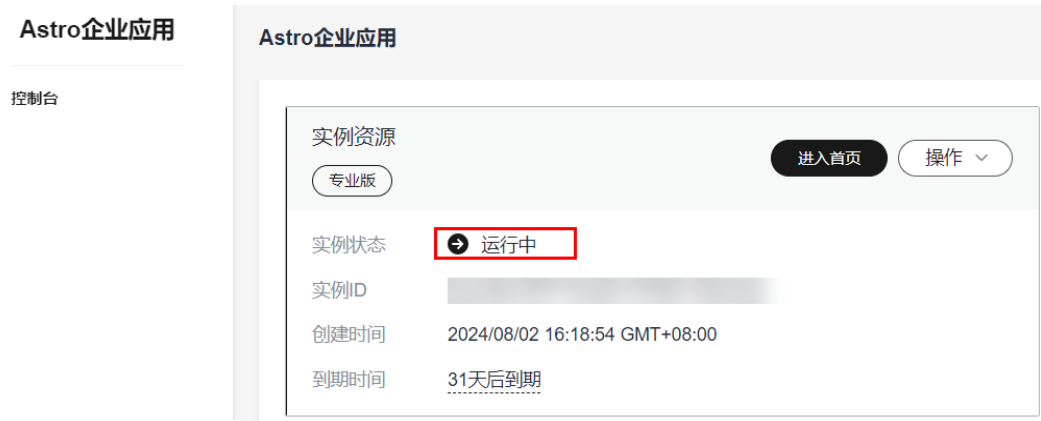 Astro企业应用
控制台
Astro企业应用
实例资源
专业版
进入首页
操作
实例状态
运行中
实例ID
创建时间
2024/08/02 16:18:54 GMT+08:00
到期时间
31天后到期